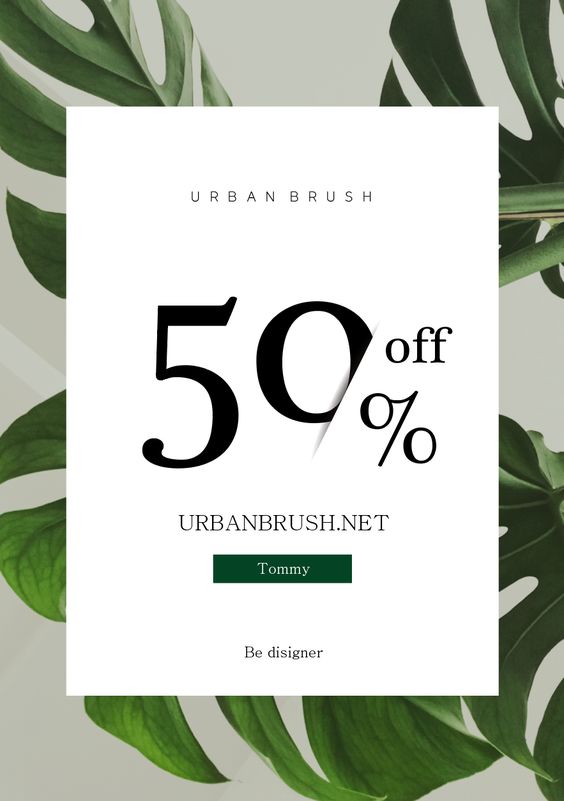 URBAN BRUSH
50% off
URBANBRUSH.NET
Tommy
Be disigner